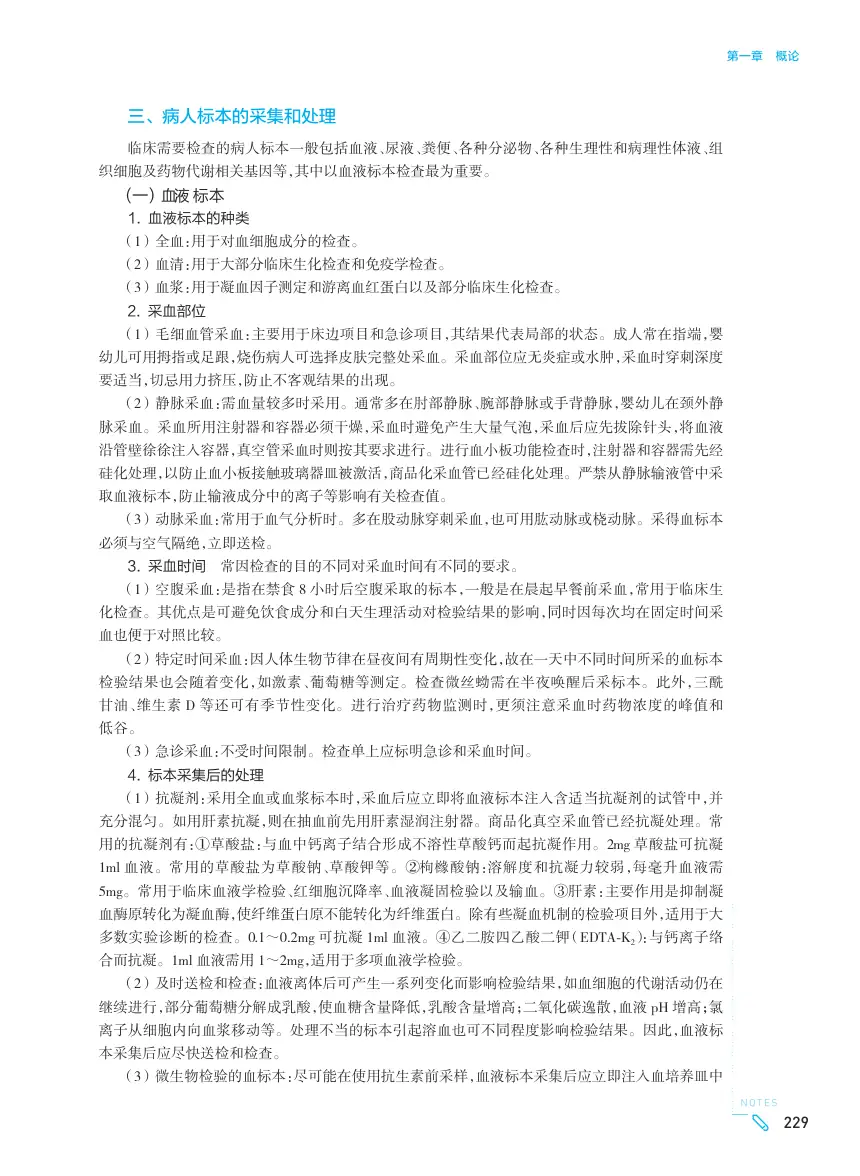 第一章 概论
三、病人标本的采集和处理
临床需要检查的病人标本一般包括血液、尿液、粪便、各种分泌物、各种生理性和病理性体液、组
织细胞及药物代谢相关基因等，其中以血液标本检查最为重要。
（一）血液标本
1. 血液标本的种类
（1）全血：用于对血细胞成分的检查。
（2）血清：用于大部分临床生化检查和免疫学检查。
（3）血浆：用于凝血因子测定和游离血红蛋白以及部分临床生化检查。
2. 采血部位
（1）毛细血管采血：主要用于床边项目和急诊项目，其结果代表局部的状态。成人常在指端，婴
幼儿可用拇指或足跟，烧伤病人可选择皮肤完整处采血。采血部位应无炎症或水肿，采血时穿刺深度
要适当，切忌用力挤压，防止不客观结果的出现。
（2）静脉采血：需血量较多时采用。通常多在肘部静脉、腕部静脉或手背静脉，婴幼儿在颈外静
脉采血。采血所用注射器和容器必须干燥，采血时避免产生大量气泡，采血后应先拔除针头，将血液
沿管壁徐徐注入容器，真空管采血时则按其要求进行。进行血小板功能检查时，注射器和容器需先经
硅化处理，以防止血小板接触玻璃器皿被激活，商品化采血管已经硅化处理。严禁从静脉输液管中采
取血液标本，防止输液成分中的离子等影响有关检查值。
（3）动脉采血：常用于血气分析时。多在股动脉穿刺采血，也可用肱动脉或桡动脉。采得血标本
必须与空气隔绝，立即送检。
3. 采血时间 常因检查的目的不同对采血时间有不同的要求。
（1）空腹采血：是指在禁食 8 小时后空腹采取的标本，一般是在晨起早餐前采血，常用于临床生
化检查。其优点是可避免饮食成分和白天生理活动对检验结果的影响，同时因每次均在固定时间采
血也便于对照比较。
（2）特定时间采血：因人体生物节律在昼夜间有周期性变化，故在一天中不同时间所采的血标本
检验结果也会随着变化，如激素、葡萄糖等测定。检查微丝蚴需在半夜唤醒后采标本。此外，三酰
甘油、维生素 D 等还可有季节性变化。进行治疗药物监测时，更须注意采血时药物浓度的峰值和
低谷。
（3）急诊采血：不受时间限制。检查单上应标明急诊和采血时间。
4. 标本采集后的处理
（1）抗凝剂：采用全血或血浆标本时，采血后应立即将血液标本注入含适当抗凝剂的试管中，并
充分混匀。如用肝素抗凝，则在抽血前先用肝素湿润注射器。商品化真空采血管已经抗凝处理。常
用的抗凝剂有：①草酸盐：与血中钙离子结合形成不溶性草酸钙而起抗凝作用。2mg 草酸盐可抗凝
1ml 血液。常用的草酸盐为草酸钠、草酸钾等。②枸橼酸钠：溶解度和抗凝力较弱，每毫升血液需
5mg。常用于临床血液学检验、红细胞沉降率、血液凝固检验以及输血。③肝素：主要作用是抑制凝
血酶原转化为凝血酶，使纤维蛋白原不能转化为纤维蛋白。除有些凝血机制的检验项目外，适用于大
多数实验诊断的检查。0.1～0.2mg 可抗凝 1ml 血液。④乙二胺四乙酸二钾（EDTA-K₂）：与钙离子络
合而抗凝。1ml 血液需用 1～2mg，适用于多项血液学检验。
（2）及时送检和检查：血液离体后可产生一系列变化而影响检验结果，如血细胞的代谢活动仍在
继续进行，部分葡萄糖分解成乳酸，使血糖含量降低，乳酸含量增高；二氧化碳逸散，血液 pH 增高；氯
离子从细胞内向血浆移动等。处理不当的标本引起溶血也可不同程度影响检验结果。因此，血液标
本采集后应尽快送检和检查。
（3）微生物检验的血标本：尽可能在使用抗生素前采样，血液标本采集后应立即注入血培养皿中
NOTES
229